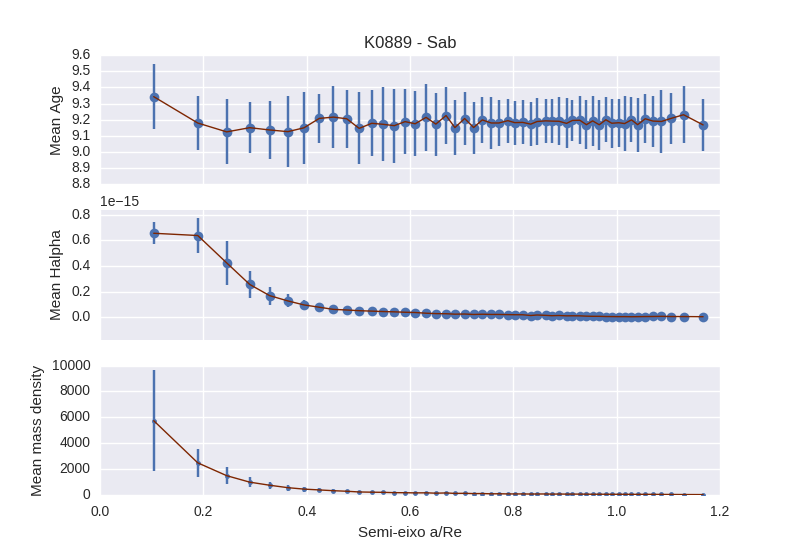 K0889 - Sab
9.6
9.5
9.4
9.3
9.2
9.1
9.0
8.9
8.8
Mean Age
1e−15
0.8
0.6
0.4
0.2
0.0
Mean Halpha
10000
8000
6000
4000
2000
0
Mean mass density
0.0 0.2 0.4 0.6 0.8 1.0 1.2
Semi-eixo a/Re